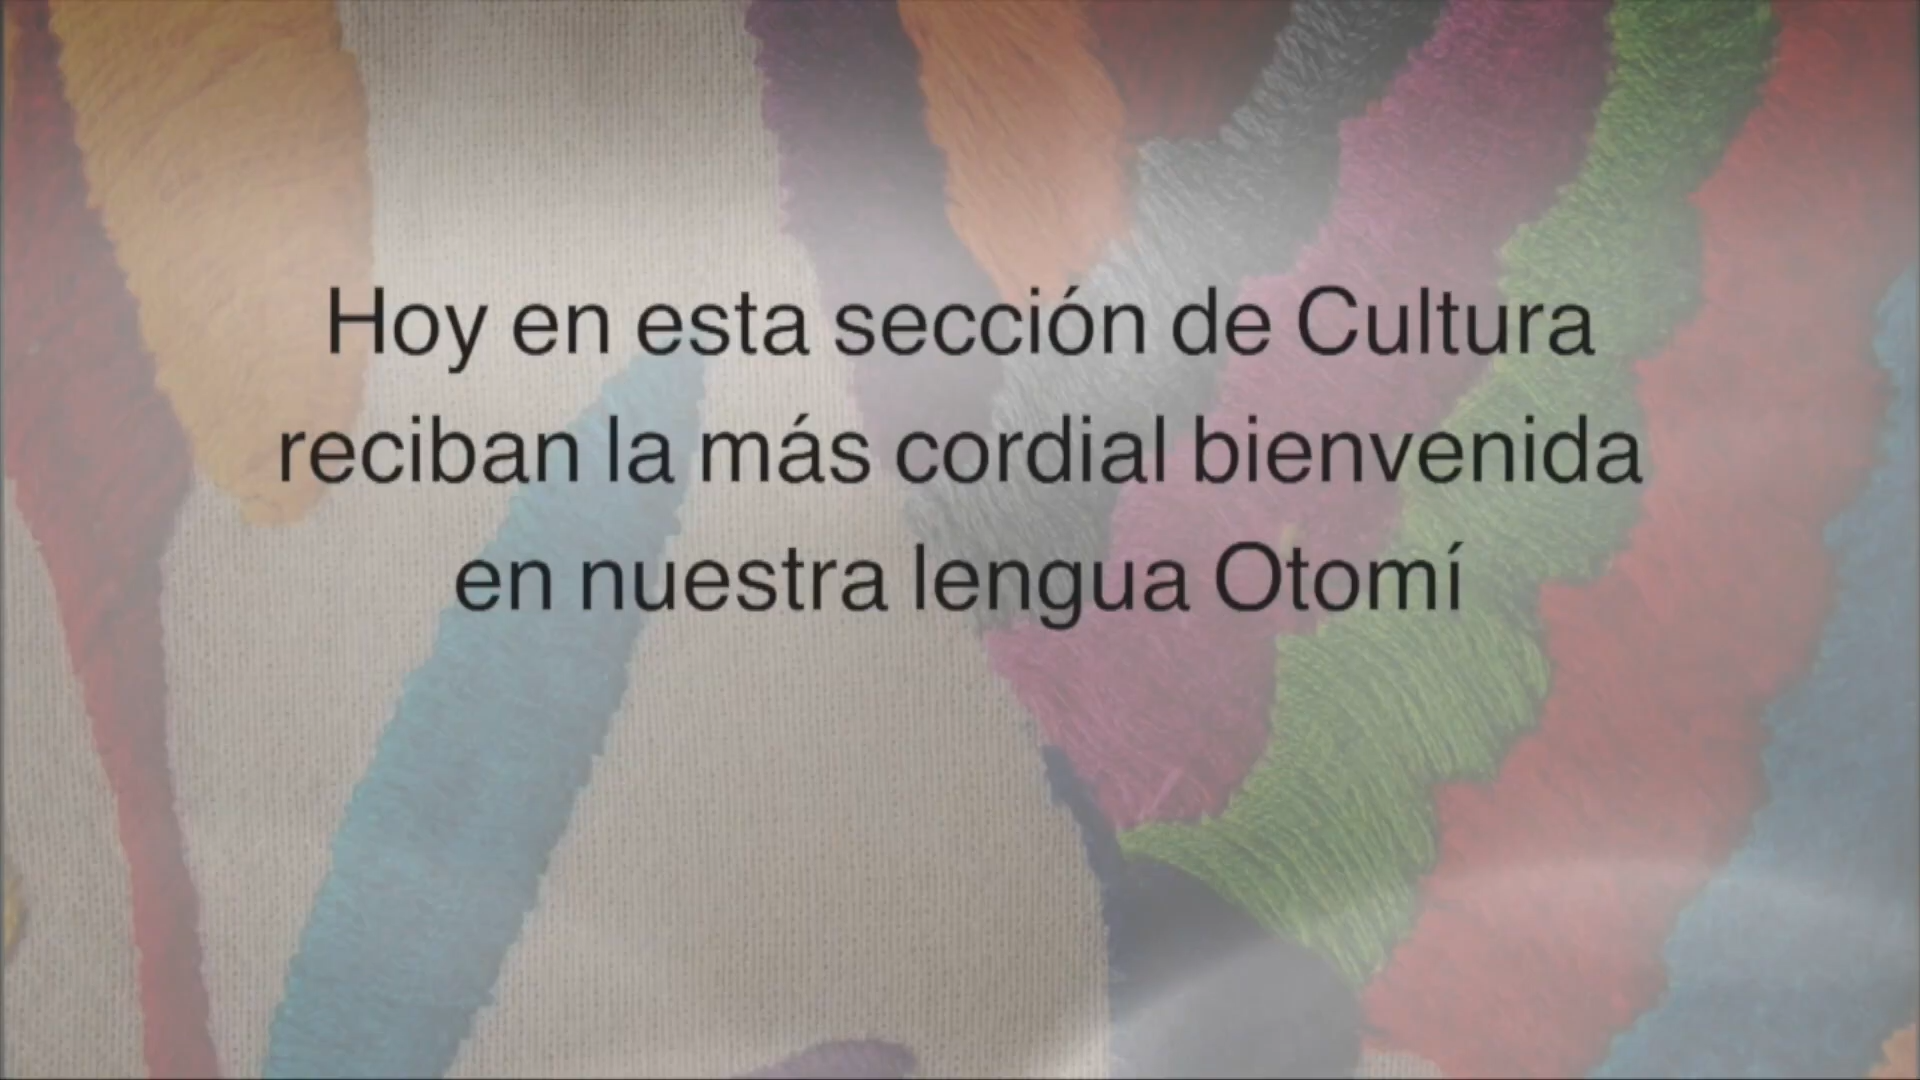 Hoy en esta sección de Cultura
reciban la más cordial bienvenida
en nuestra lengua Otomí